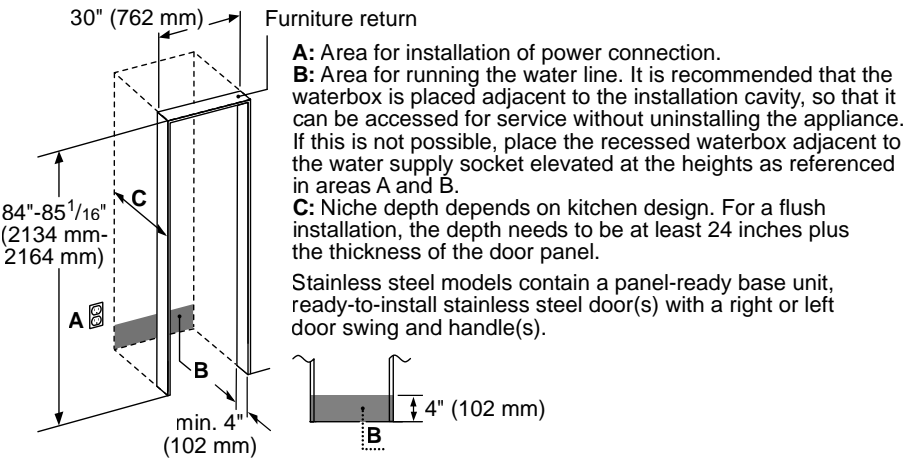 30" (762 mm)
Furniture return
A: Area for installation of power connection.
B: Area for running the water line. It is recommended that the
waterbox is placed adjacent to the installation cavity, so that it
can be accessed for service without uninstalling the appliance.
If this is not possible, place the recessed waterbox adjacent to
the water supply socket elevated at the heights as referenced
in areas A and B.
C: Niche depth depends on kitchen design. For a flush
installation, the depth needs to be at least 24 inches plus
the thickness of the door panel.
Stainless steel models contain a panel-ready base unit,
ready-to-install stainless steel door(s) with a right or left
door swing and handle(s).
C
84"-85 1/16"
(2134 mm-
2164 mm)
A
B
min. 4"
(102 mm)
4" (102 mm)
B